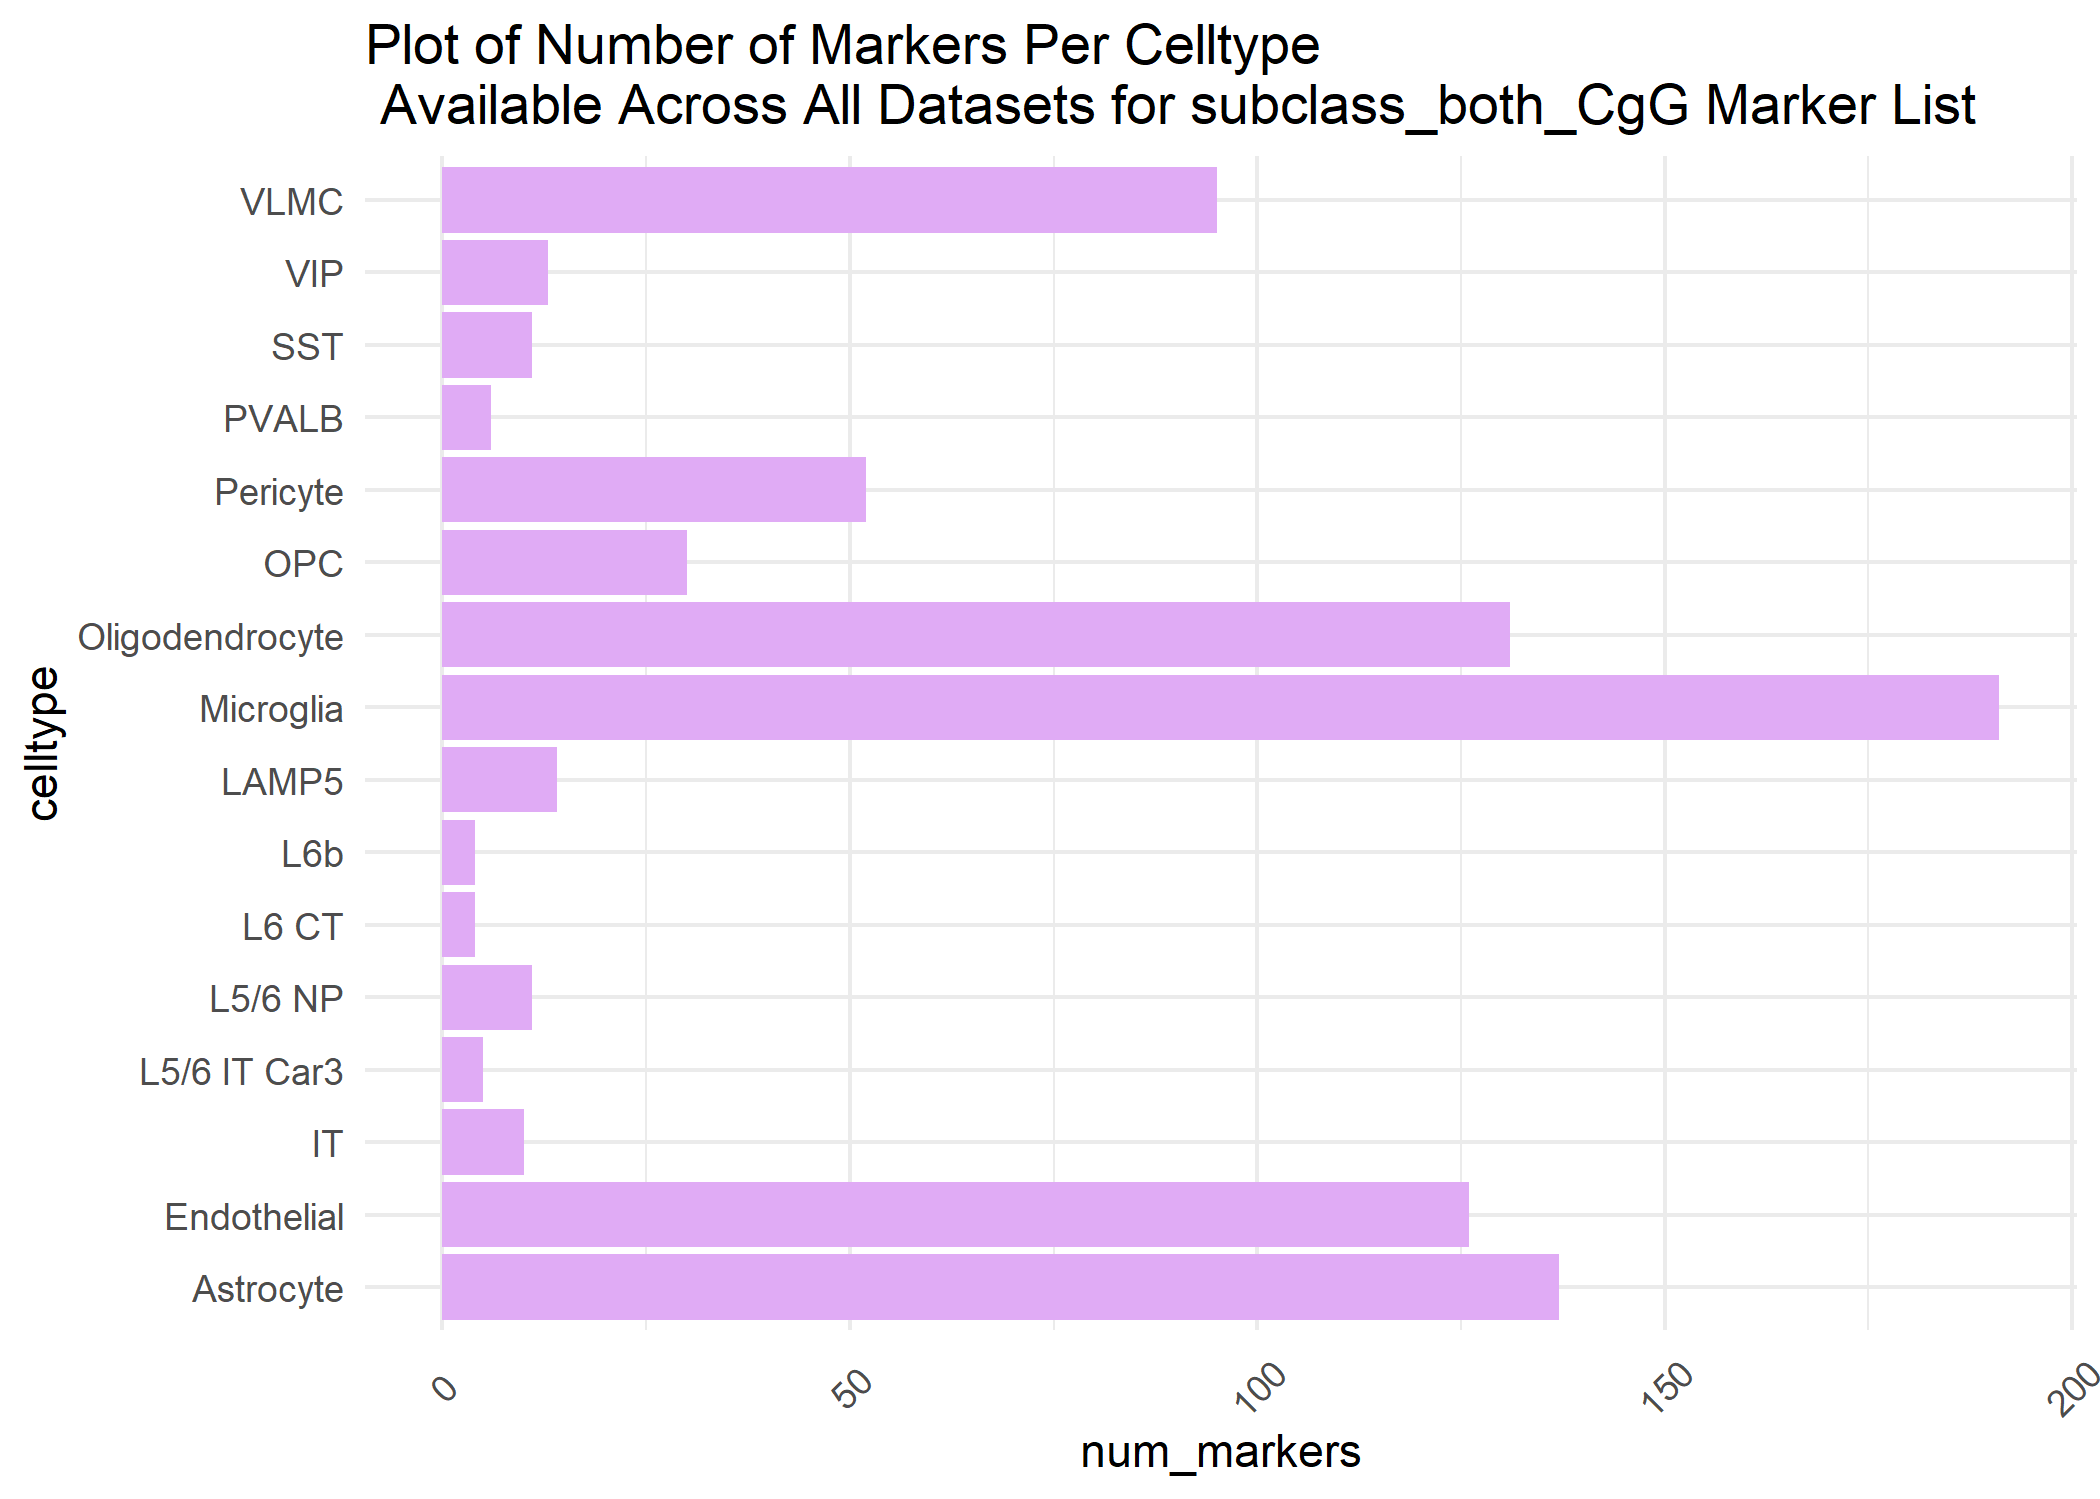 Plot of Number of Markers Per Celltype
Available Across All Datasets for subclass_both_CgG Marker List
celltype
VLMC
VIP
SST
PVALB
Pericyte
OPC
Oligodendrocyte
Microglia
LAMP5
L6b
L6 CT
L5/6 NP
L5/6 IT Car3
IT
Endothelial
Astrocyte
0
50
100
150
200
num_markers